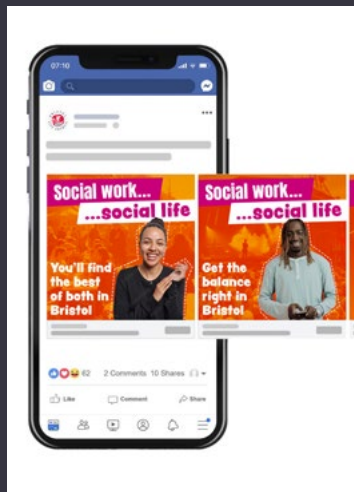 07:10
Social work...
...social life
You'll find
the best
of both in
Bristol
Social work...
...social life
Get the
balance
right in
Bristol
62
2 Comments 10 Shares
Like
Comment
Share